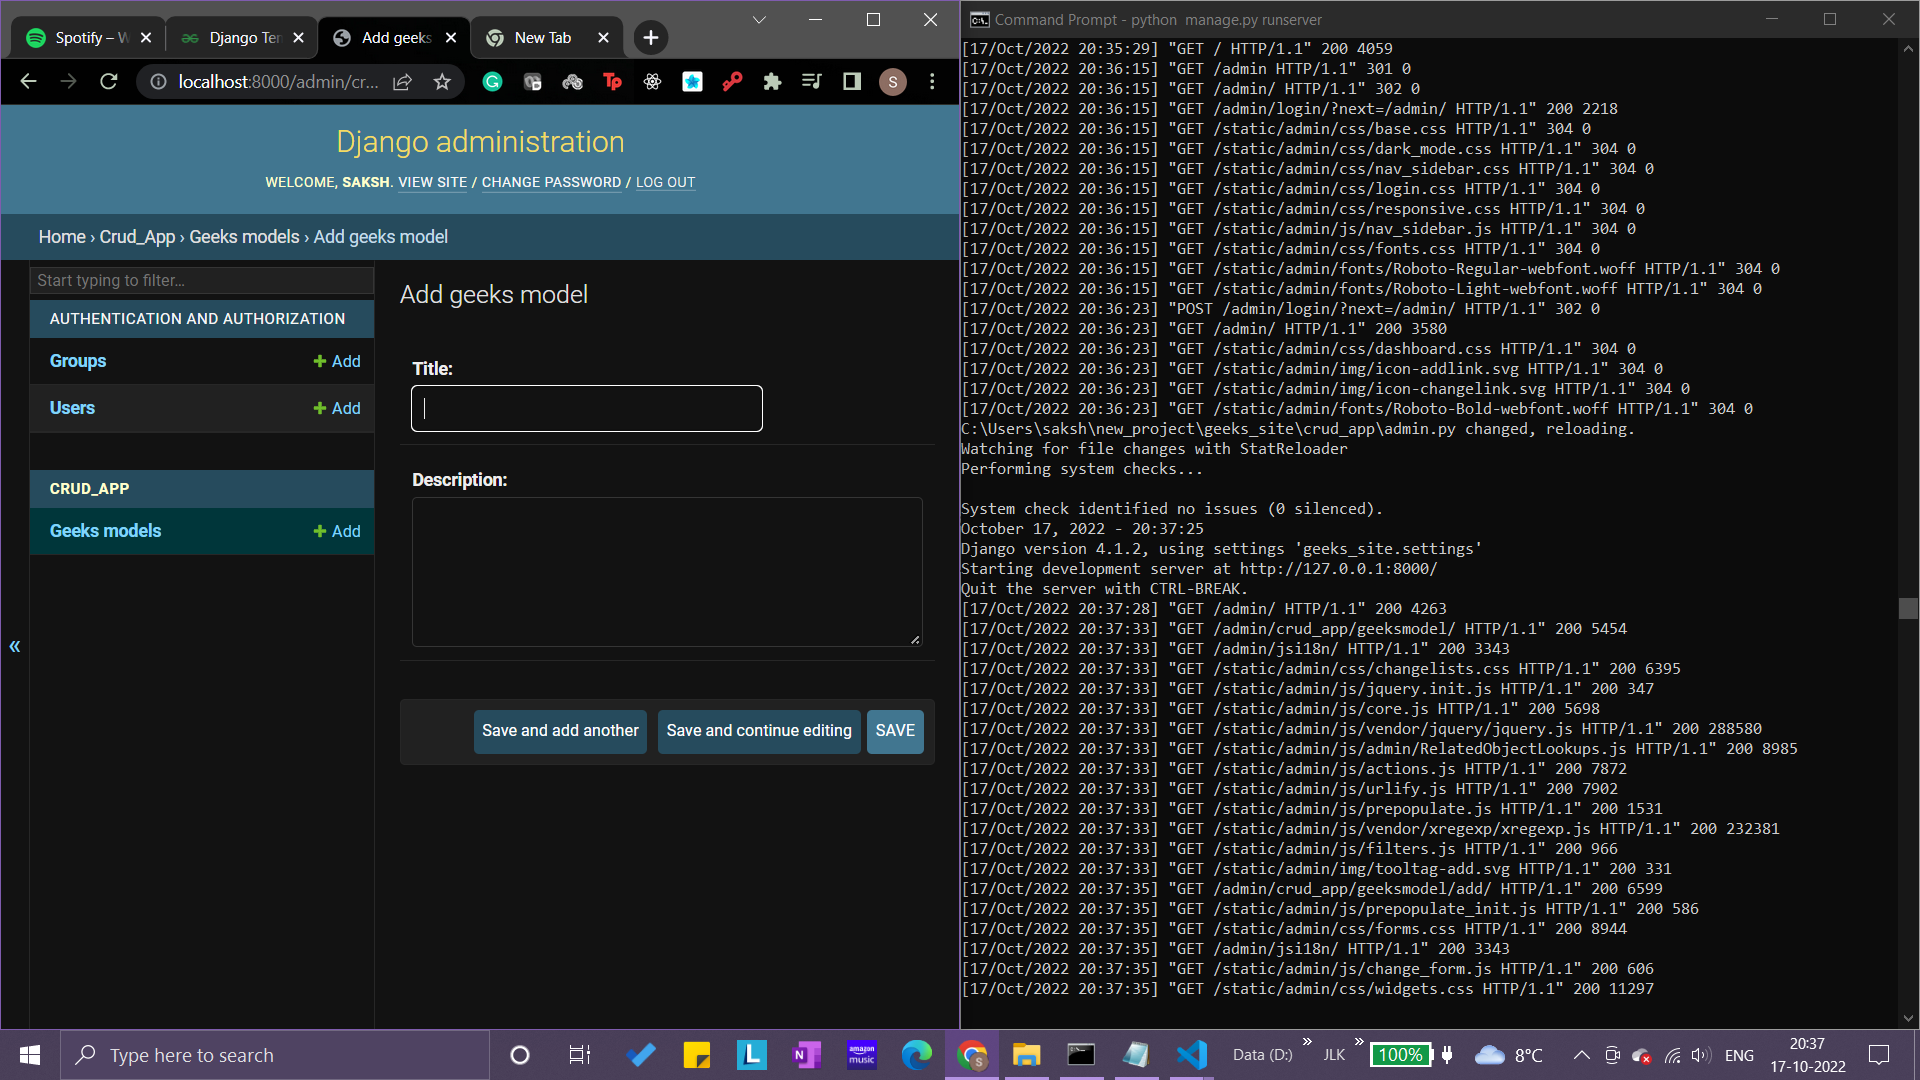 Spotify – W
Django Ten
Add geeks
New Tab
localhost:8000/admin/cr...
Tp
S
Django administration
WELCOME, SAKSH. VIEW SITE / CHANGE PASSWORD / LOG OUT
Home › Crud_App › Geeks models › Add geeks model
Start typing to filter...
AUTHENTICATION AND AUTHORIZATION
Groups + Add
Users + Add
CRUD_APP
Geeks models + Add
«
Add geeks model
Title:
Description:
Save and add another
Save and continue editing
SAVE
Command Prompt - python manage.py runserver
[17/Oct/2022 20:35:29] "GET / HTTP/1.1" 200 4059
[17/Oct/2022 20:36:15] "GET /admin HTTP/1.1" 301 0
[17/Oct/2022 20:36:15] "GET /admin/ HTTP/1.1" 302 0
[17/Oct/2022 20:36:15] "GET /admin/login/?next=/admin/ HTTP/1.1" 200 2218
[17/Oct/2022 20:36:15] "GET /static/admin/css/base.css HTTP/1.1" 304 0
[17/Oct/2022 20:36:15] "GET /static/admin/css/dark_mode.css HTTP/1.1" 304 0
[17/Oct/2022 20:36:15] "GET /static/admin/css/nav_sidebar.css HTTP/1.1" 304 0
[17/Oct/2022 20:36:15] "GET /static/admin/css/login.css HTTP/1.1" 304 0
[17/Oct/2022 20:36:15] "GET /static/admin/css/responsive.css HTTP/1.1" 304 0
[17/Oct/2022 20:36:15] "GET /static/admin/js/nav_sidebar.js HTTP/1.1" 304 0
[17/Oct/2022 20:36:15] "GET /static/admin/css/fonts.css HTTP/1.1" 304 0
[17/Oct/2022 20:36:15] "GET /static/admin/fonts/Roboto-Regular-webfont.woff HTTP/1.1" 304 0
[17/Oct/2022 20:36:15] "GET /static/admin/fonts/Roboto-Light-webfont.woff HTTP/1.1" 304 0
[17/Oct/2022 20:36:23] "POST /admin/login/?next=/admin/ HTTP/1.1" 302 0
[17/Oct/2022 20:36:23] "GET /admin/ HTTP/1.1" 200 3580
[17/Oct/2022 20:36:23] "GET /static/admin/css/dashboard.css HTTP/1.1" 304 0
[17/Oct/2022 20:36:23] "GET /static/admin/img/icon-addlink.svg HTTP/1.1" 304 0
[17/Oct/2022 20:36:23] "GET /static/admin/img/icon-changelink.svg HTTP/1.1" 304 0
[17/Oct/2022 20:36:23] "GET /static/admin/fonts/Roboto-Bold-webfont.woff HTTP/1.1" 304 0
C:\Users\saksh\new_project\geeks_site\crud_app\admin.py changed, reloading.
Watching for file changes with StatReloader
Performing system checks...
System check identified no issues (0 silenced).
October 17, 2022 - 20:37:25
Django version 4.1.2, using settings 'geeks_site.settings'
Starting development server at http://127.0.0.1:8000/
Quit the server with CTRL-BREAK.
[17/Oct/2022 20:37:28] "GET /admin/ HTTP/1.1" 200 4263
[17/Oct/2022 20:37:33] "GET /admin/crud_app/geeksmodel/ HTTP/1.1" 200 5454
[17/Oct/2022 20:37:33] "GET /admin/jsi18n/ HTTP/1.1" 200 3343
[17/Oct/2022 20:37:33] "GET /static/admin/css/changelists.css HTTP/1.1" 200 6395
[17/Oct/2022 20:37:33] "GET /static/admin/js/jquery.init.js HTTP/1.1" 200 347
[17/Oct/2022 20:37:33] "GET /static/admin/js/core.js HTTP/1.1" 200 5698
[17/Oct/2022 20:37:33] "GET /static/admin/js/vendor/jquery/jquery.js HTTP/1.1" 200 288580
[17/Oct/2022 20:37:33] "GET /static/admin/js/admin/RelatedObjectLookups.js HTTP/1.1" 200 8985
[17/Oct/2022 20:37:33] "GET /static/admin/js/actions.js HTTP/1.1" 200 7872
[17/Oct/2022 20:37:33] "GET /static/admin/js/urlify.js HTTP/1.1" 200 7902
[17/Oct/2022 20:37:33] "GET /static/admin/js/prepopulate.js HTTP/1.1" 200 1531
[17/Oct/2022 20:37:33] "GET /static/admin/js/vendor/xregexp/xregexp.js HTTP/1.1" 200 232381
[17/Oct/2022 20:37:33] "GET /static/admin/js/filters.js HTTP/1.1" 200 966
[17/Oct/2022 20:37:33] "GET /static/admin/img/tooltag-add.svg HTTP/1.1" 200 331
[17/Oct/2022 20:37:35] "GET /admin/crud_app/geeksmodel/add/ HTTP/1.1" 200 6599
[17/Oct/2022 20:37:35] "GET /static/admin/js/prepopulate_init.js HTTP/1.1" 200 586
[17/Oct/2022 20:37:35] "GET /static/admin/css/forms.css HTTP/1.1" 200 8944
[17/Oct/2022 20:37:35] "GET /admin/jsi18n/ HTTP/1.1" 200 3343
[17/Oct/2022 20:37:35] "GET /static/admin/js/change_form.js HTTP/1.1" 200 606
[17/Oct/2022 20:37:35] "GET /static/admin/css/widgets.css HTTP/1.1" 200 11297
Type here to search
L
N
amazon music
S
Data (D:)
»
JLK
»
100%
8°C
ENG
20:37
17-10-2022